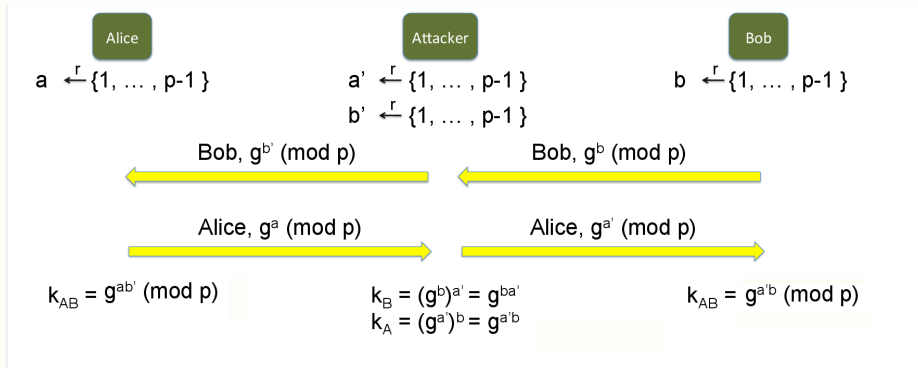 Alice Attacker Bob
a ←r {1, … , p-1 } a' ←r {1, … , p-1 } b ←r {1, … , p-1 }
b' ←r {1, … , p-1 }
Bob, g^b' (mod p) Bob, g^b (mod p)
Alice, g^a (mod p) Alice, g^a' (mod p)
k_AB = g^ab' (mod p) k_B = (g^b)^a' = g^ba' k_AB = g^a'b (mod p)
k_A = (g^a')^b = g^a'b